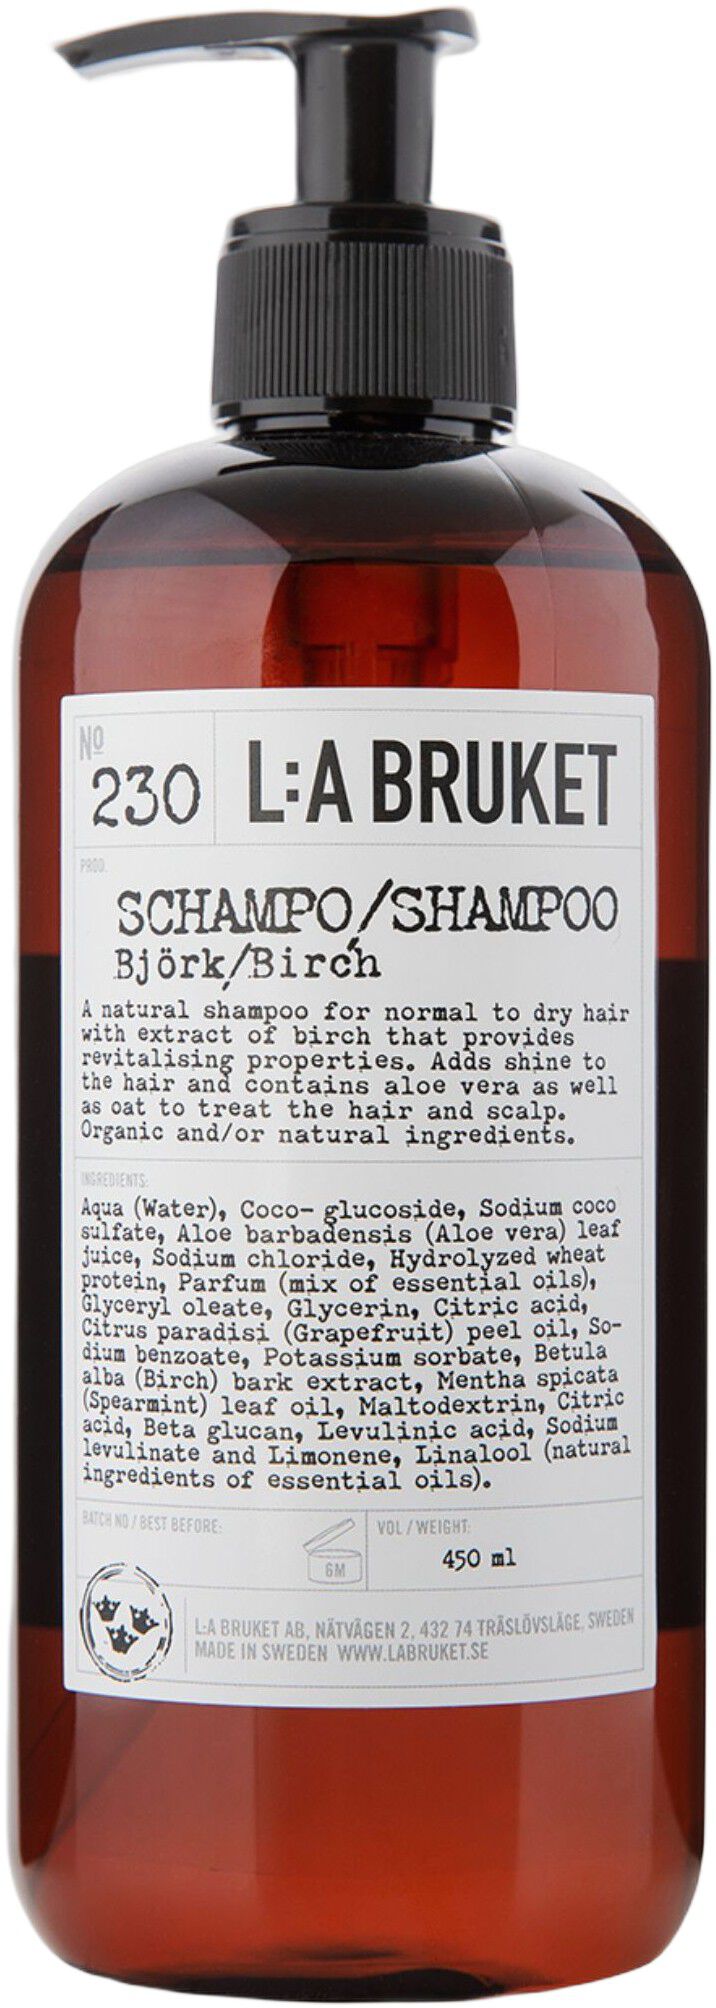 Nº
230
L:A BRUKET
PROD.
SCHAMPO/SHAMPOO
Björk/Birch
A natural shampoo for normal to dry hair
with extract of birch that provides
revitalising properties. Adds shine to
the hair and contains aloe vera as well
as oat to treat the hair and scalp.
Organic and/or natural ingredients.
INGREDIENTS:
Aqua (Water), Coco- glucoside, Sodium coco
sulfate, Aloe barbadensis (Aloe vera) leaf
juice, Sodium chloride, Hydrolyzed wheat
protein, Parfum (mix of essential oils),
Glyceryl oleate, Glycerin, Citric acid,
Citrus paradisi (Grapefruit) peel oil, So-
dium benzoate, Potassium sorbate, Betula
alba (Birch) bark extract, Mentha spicata
(Spearmint) leaf oil, Maltodextrin, Citric
acid, Beta glucan, Levulinic acid, Sodium
levulinate and Limonene, Linalool (natural
ingredients of essential oils).
BATCH NO / BEST BEFORE:
6M
VOL / WEIGHT:
450 ml
L:A BRUKET AB, NÄTVÄGEN 2, 432 74 TRÄSLÖVSLÄGE, SWEDEN
MADE IN SWEDEN WWW.LABRUKET.SE